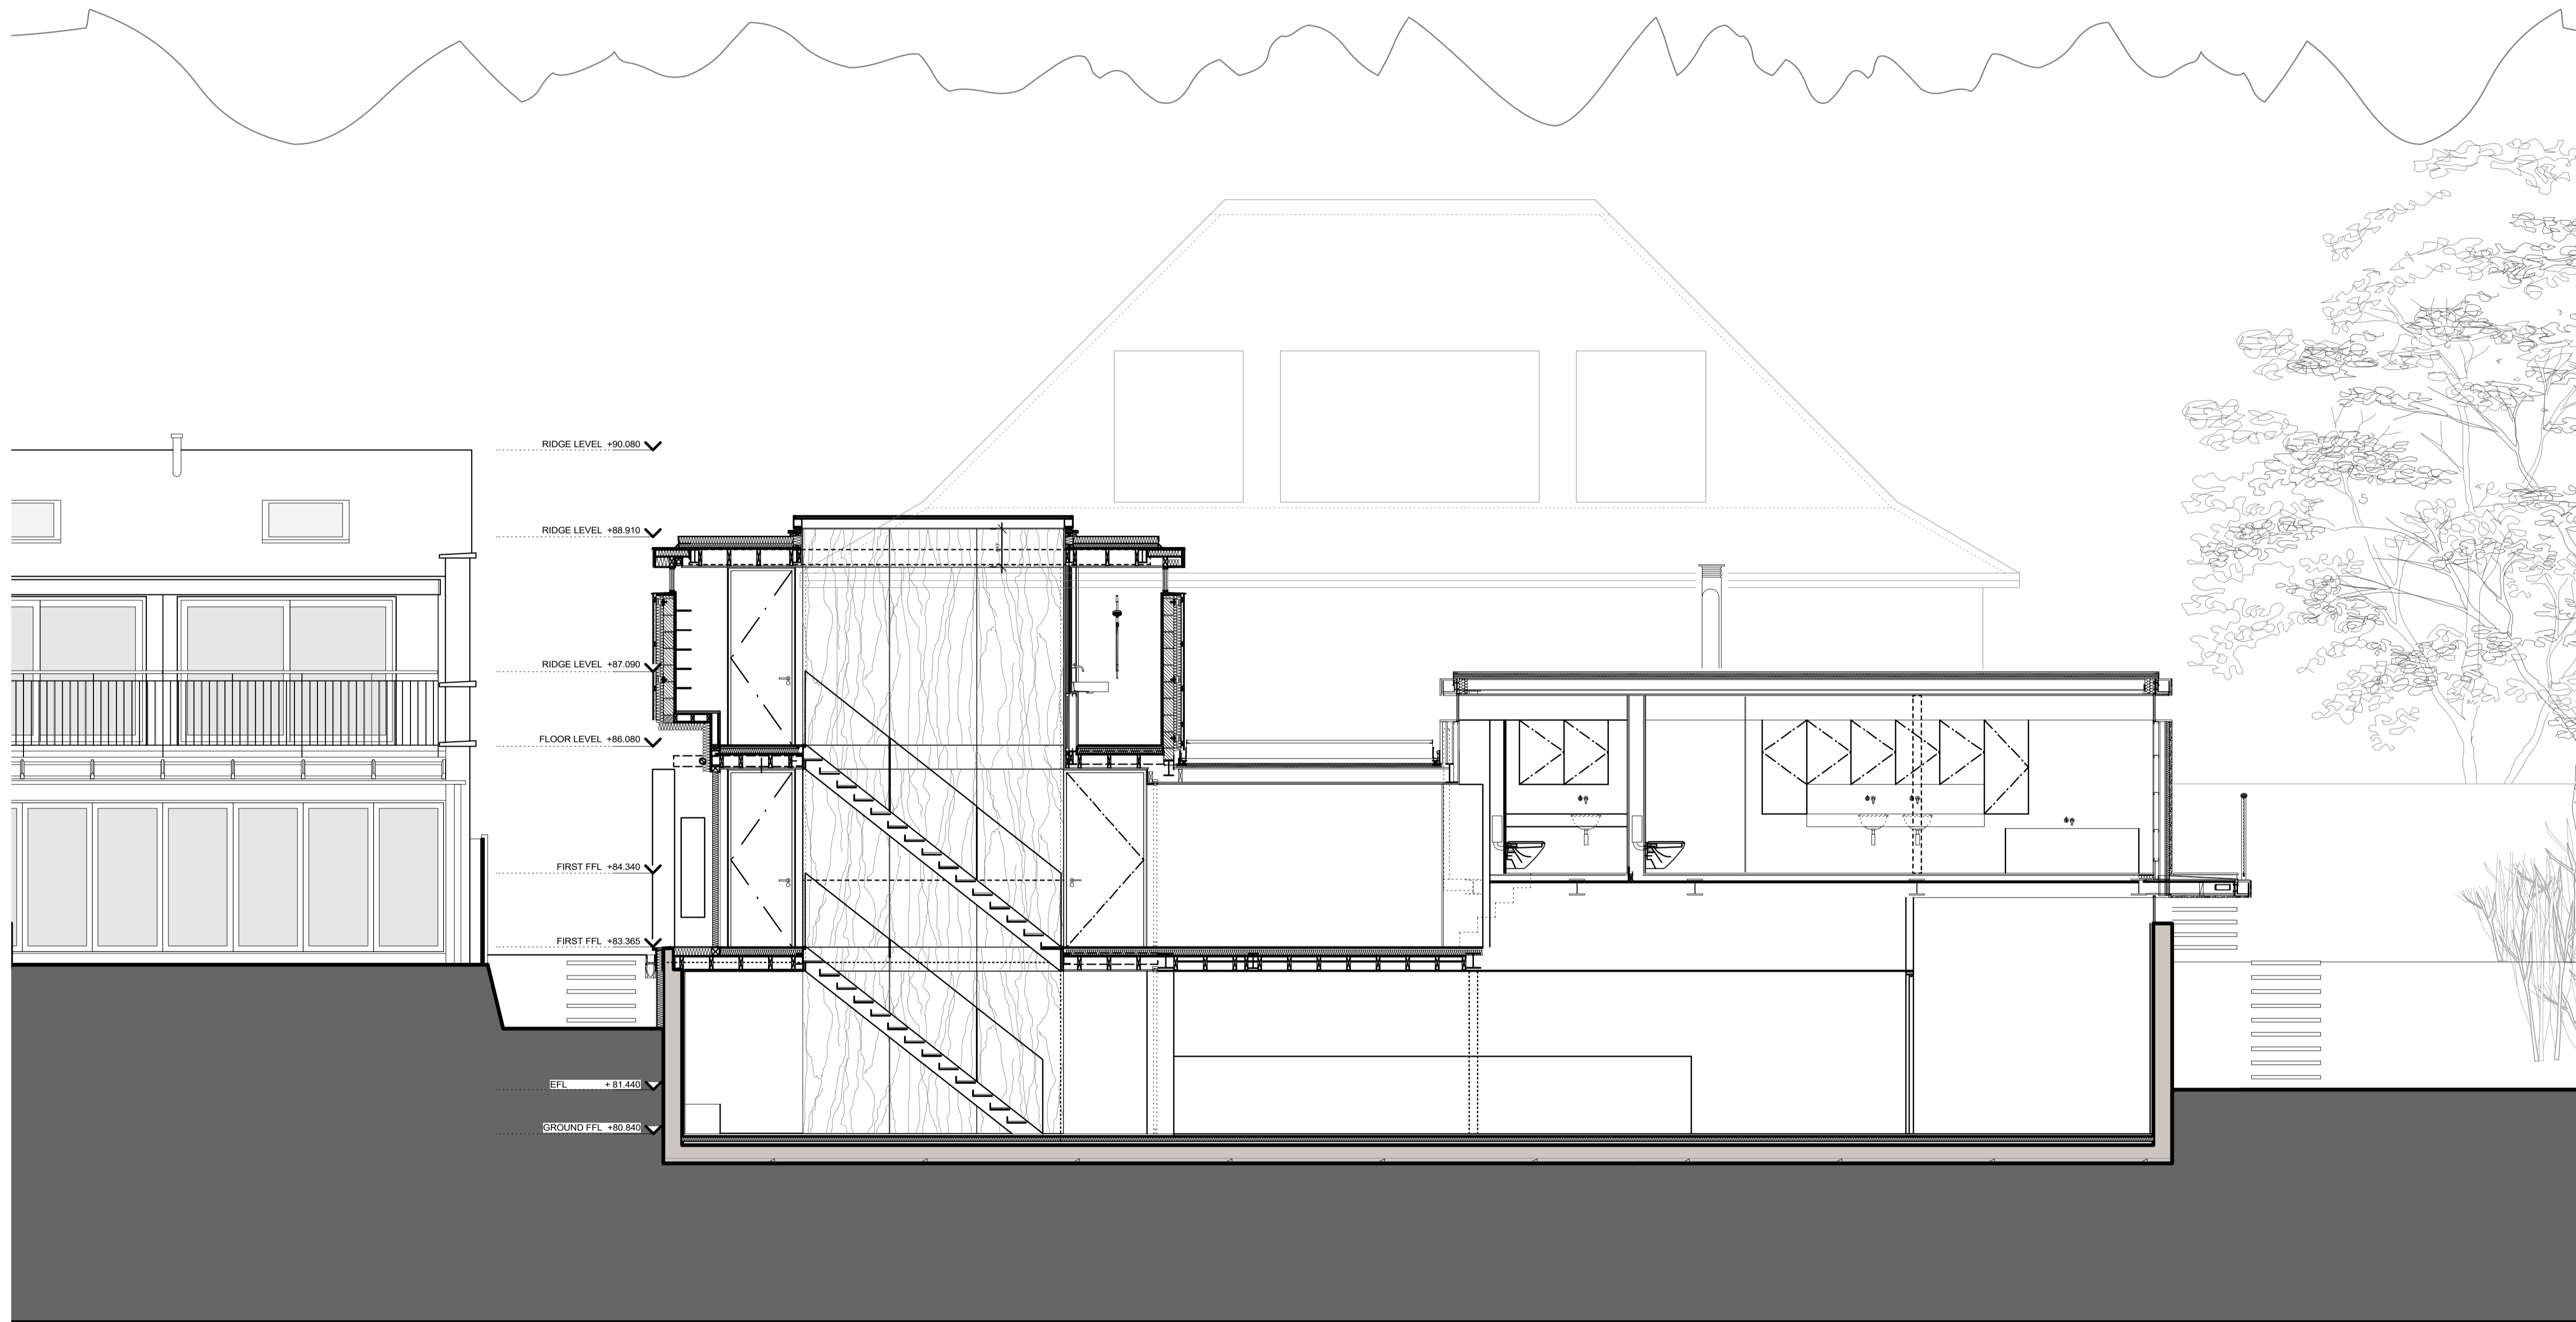 RIDGE LEVEL +90.080
RIDGE LEVEL +88.910
RIDGE LEVEL +87.090
FLOOR LEVEL +86.080
FIRST FFL +84.340
FIRST FFL +83.365
EFL + 81.440
GROUND FFL +80.840